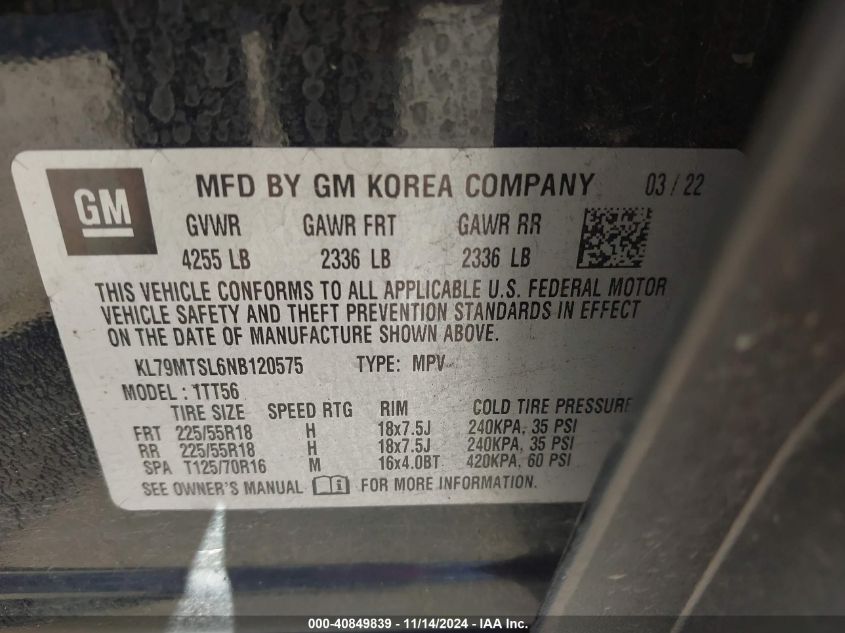 GM
MFD BY GM KOREA COMPANY 03 / 22
GVWR GAWR FRT GAWR RR
4255 LB 2336 LB 2336 LB
THIS VEHICLE CONFORMS TO ALL APPLICABLE U.S. FEDERAL MOTOR
VEHICLE SAFETY AND THEFT PREVENTION STANDARDS IN EFFECT
ON THE DATE OF MANUFACTURE SHOWN ABOVE.
KL79MTSL6NB120575 TYPE: MPV
MODEL : 1TT56
TIRE SIZE SPEED RTG RIM COLD TIRE PRESSURE
FRT 225/55R18 H 18x7.5J 240KPA, 35 PSI
RR 225/55R18 H 18x7.5J 240KPA, 35 PSI
SPA T125/70R16 M 16x4.0BT 420KPA, 60 PSI
SEE OWNER'S MANUAL FOR MORE INFORMATION.
000-40849839 - 11/14/2024 - IAA Inc.